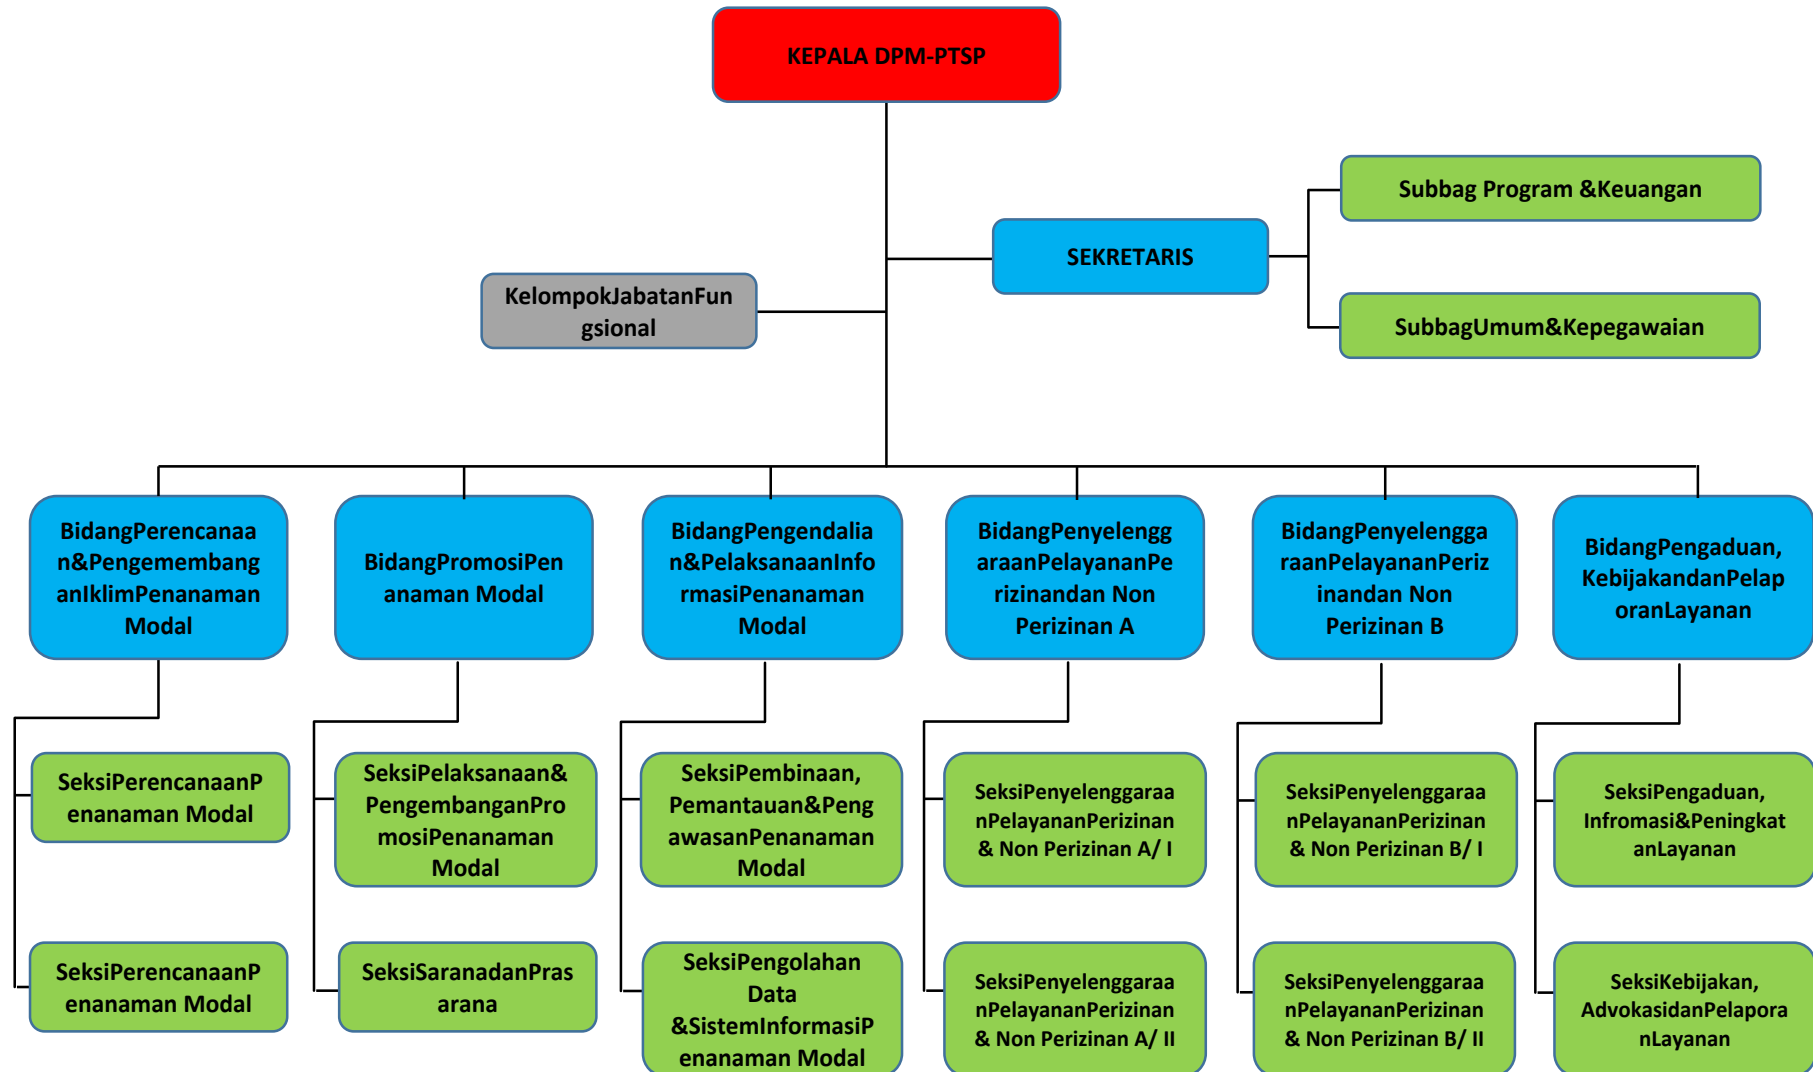 KEPALA DPM-PTSP
Subbag Program &Keuangan
SEKRETARIS
KelompokJabatanFun
gsional
SubbagUmum&Kepegawaian
BidangPerencanaa
n&Pengemembang
anIklimPenanaman
Modal
BidangPromosiPen
anaman Modal
BidangPengendalia
n&PelaksanaanInfo
rmasiPenanaman
Modal
BidangPenyelengg
araanPelayananPe
rizinandan Non
Perizinan A
BidangPenyelengga
raanPelayananPeriz
inandan Non
Perizinan B
BidangPengaduan,
KebijakandanPelap
oranLayanan
SeksiPerencanaanP
enanaman Modal
SeksiPelaksanaan&
PengembanganPro
mosiPenanaman
Modal
SeksiPembinaan,
Pemantauan&Peng
awasanPenanaman
Modal
SeksiPenyelenggaraa
nPelayananPerizinan
& Non Perizinan A/ I
SeksiPenyelenggaraa
nPelayananPerizinan
& Non Perizinan B/ I
SeksiPengaduan,
Infromasi&Peningkat
anLayanan
SeksiPerencanaanP
enanaman Modal
SeksiSaranadanPras
arana
SeksiPengolahan
Data
&SistemInformasiP
enanaman Modal
SeksiPenyelenggaraa
nPelayananPerizinan
& Non Perizinan A/ II
SeksiPenyelenggaraa
nPelayananPerizinan
& Non Perizinan B/ II
SeksiKebijakan,
AdvokasidanPelapora
nLayanan